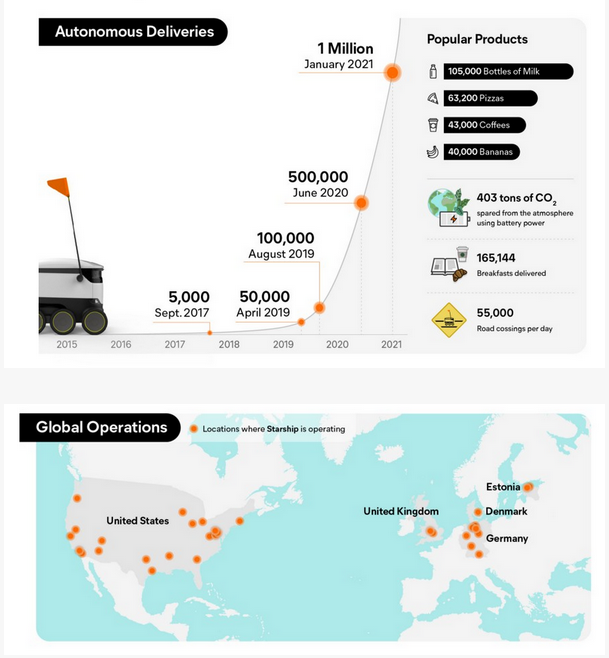 Autonomous Deliveries
1 Million
January 2021
500,000
June 2020
100,000
August 2019
5,000
Sept. 2017
50,000
April 2019
2015 2016 2017 2018 2019 2020 2021
Popular Products
105,000 Bottles of Milk
63,200 Pizzas
43,000 Coffees
40,000 Bananas
403 tons of CO2
spared from the atmosphere
using battery power
165,144
Breakfasts delivered
55,000
Road cossings per day
Global Operations
Locations where Starship is operating
United States
United Kingdom
Estonia
Denmark
Germany